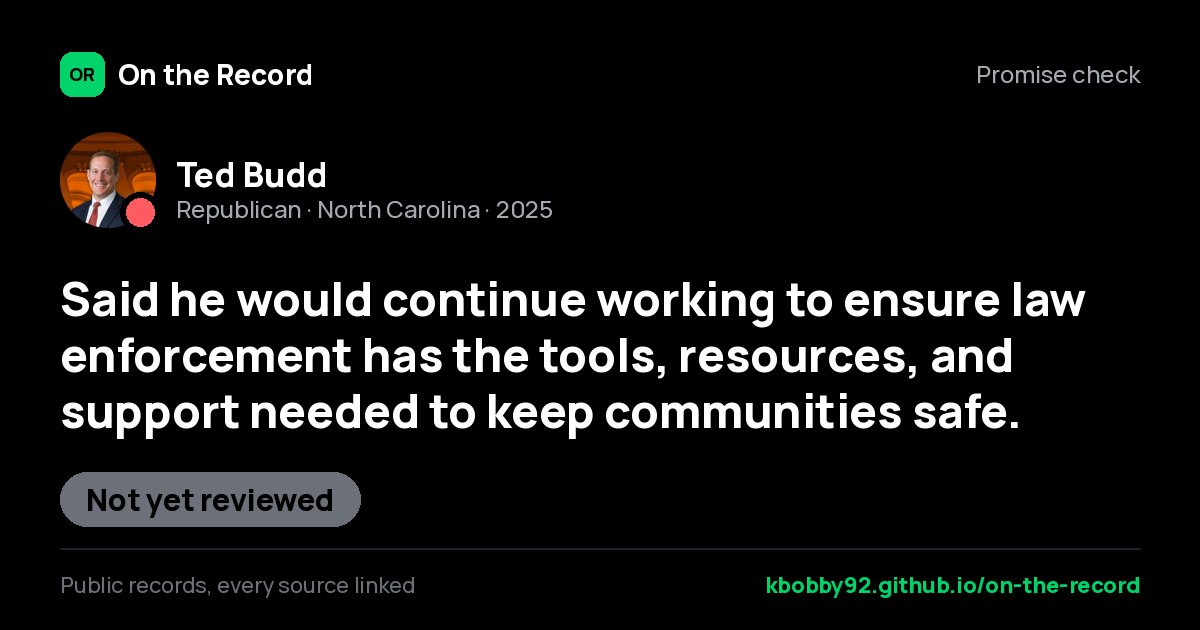 OR On the Record
Promise check
Ted Budd
Republican · North Carolina · 2025
Said he would continue working to ensure law
enforcement has the tools, resources, and
support needed to keep communities safe.
Not yet reviewed
Public records, every source linked
kbobby92.github.io/on-the-record